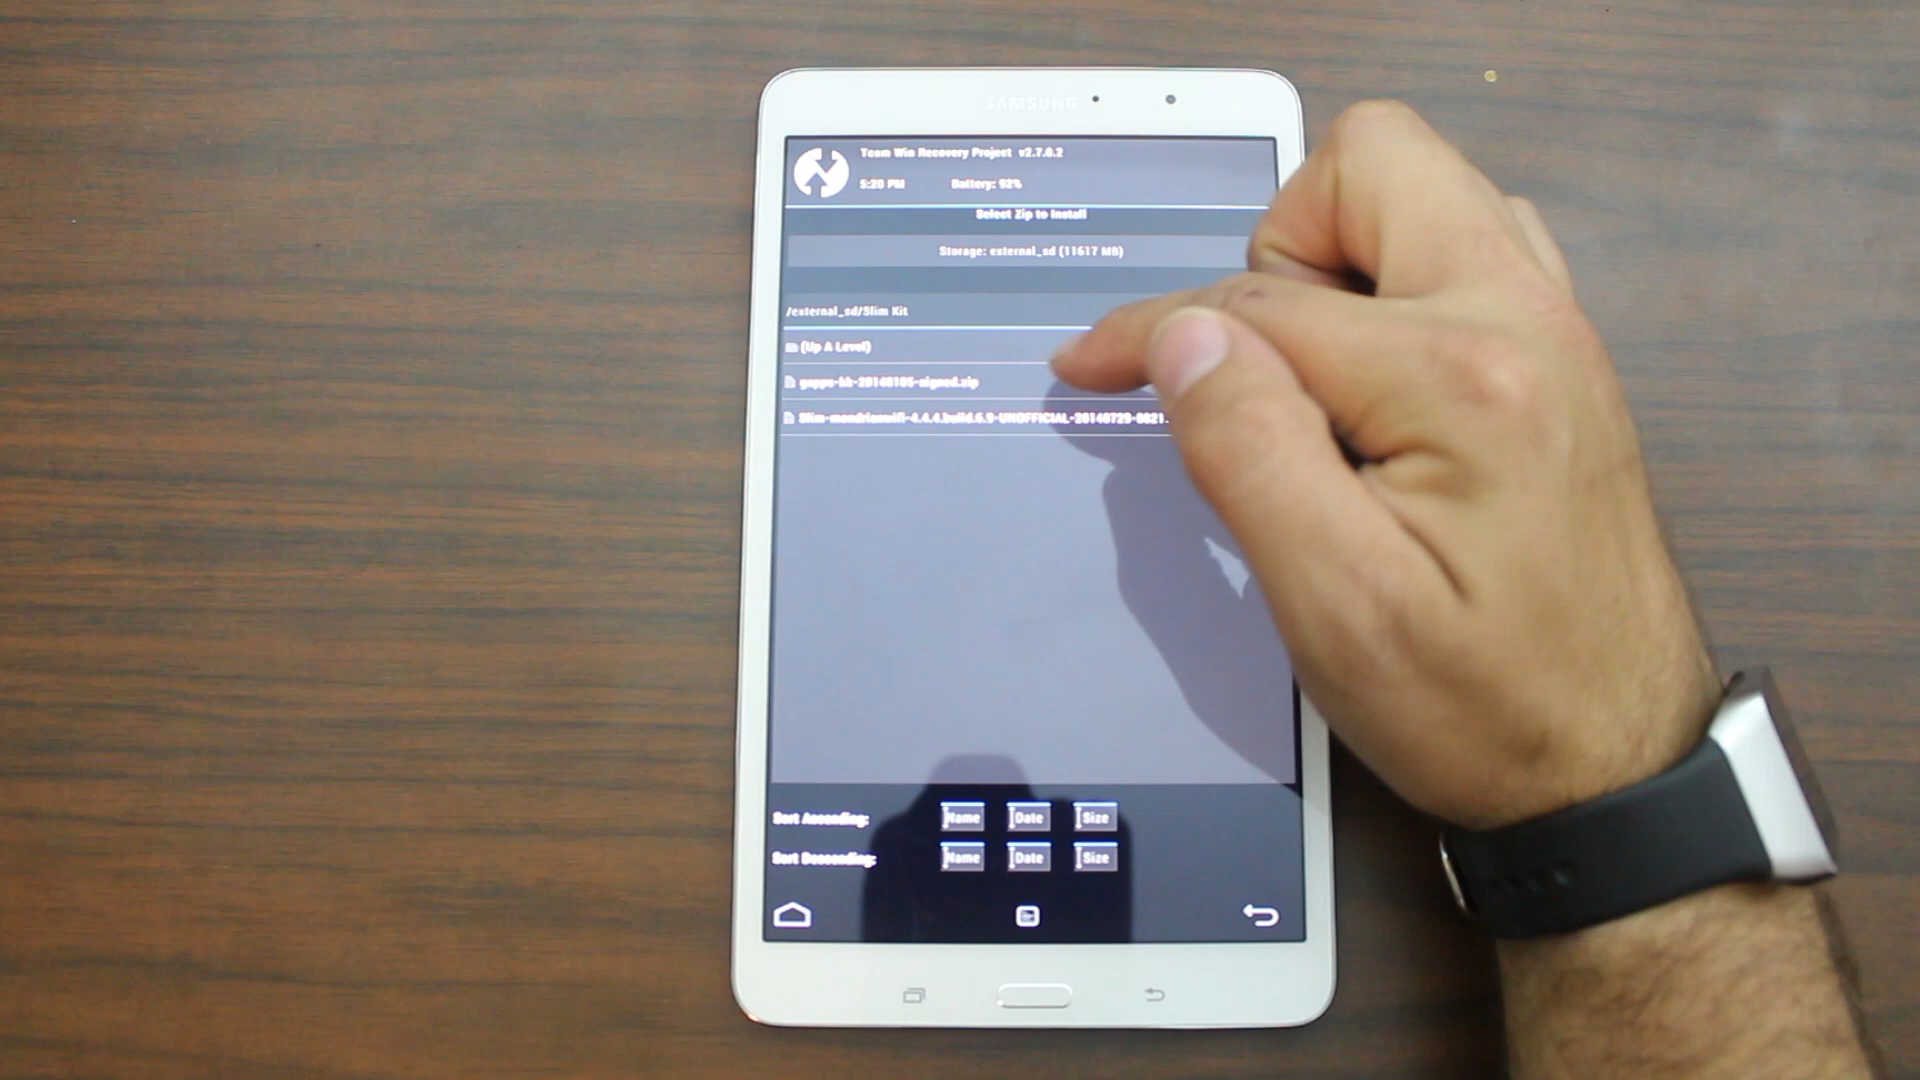 SAMSUNG
Team Win Recovery Project v2.7.0.2
5:20 PM Battery: 92%
Select Zip to Install
Storage: external_sd (11617 MB)
/external_sd/Slim Kit
(Up A Level)
gapps-kk-20140105-signed.zip
Slim-mondrianwifi-4.4.4.build.6.9-UNOFFICIAL-20140729-0821.
Sort Ascending: Name Date Size
Sort Descending: Name Date Size